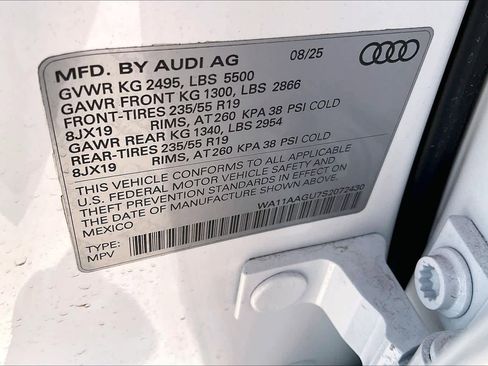 MFD. BY AUDI AG 08/25
GVWR KG 2495, LBS 5500
GAWR FRONT KG 1300, LBS 2866
FRONT-TIRES 235/55 R19
8JX19 RIMS, AT 260 KPA 38 PSI COLD
GAWR REAR KG 1340, LBS 2954
REAR-TIRES 235/55 R19
8JX19 RIMS, AT 260 KPA 38 PSI COLD
THIS VEHICLE CONFORMS TO ALL APPLICABLE
U.S. FEDERAL MOTOR VEHICLE SAFETY AND
THEFT PREVENTION STANDARDS IN EFFECT ON
THE DATE OF MANUFACTURE SHOWN ABOVE.
MEXICO
WA11AAGU7S2072430
TYPE:
MPV